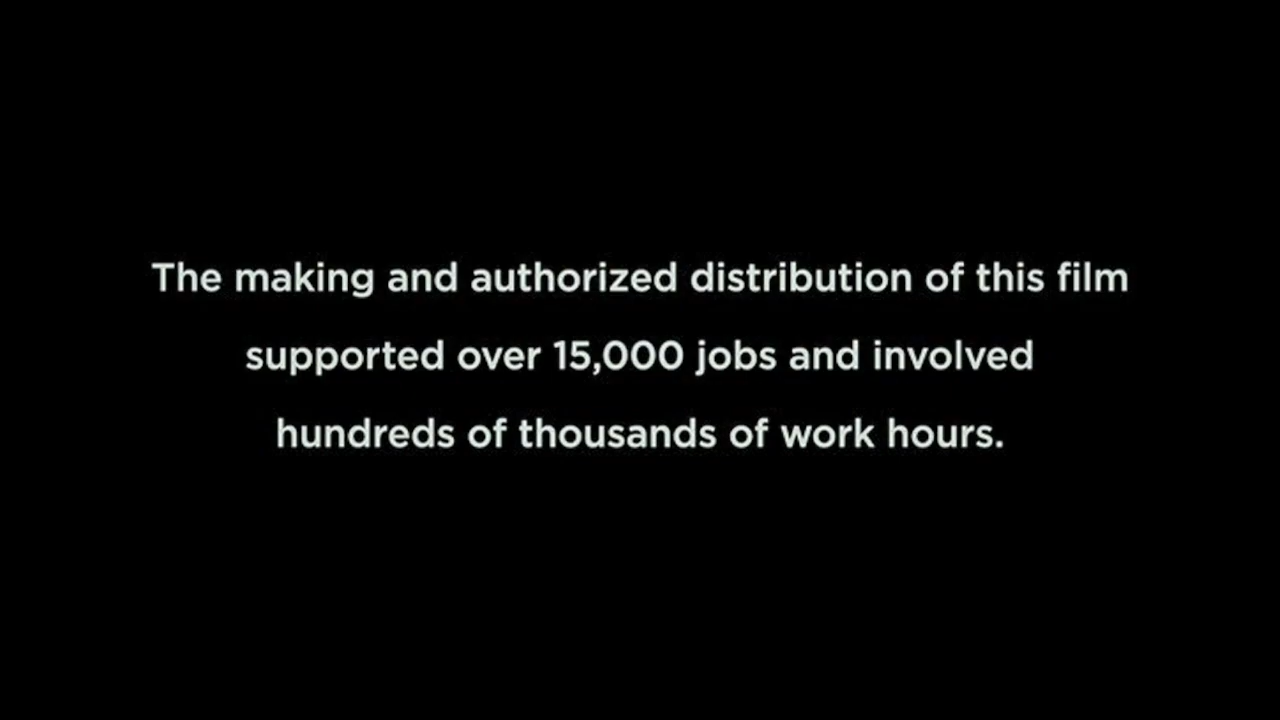 The making and authorized distribution of this film
supported over 15,000 jobs and involved
hundreds of thousands of work hours.